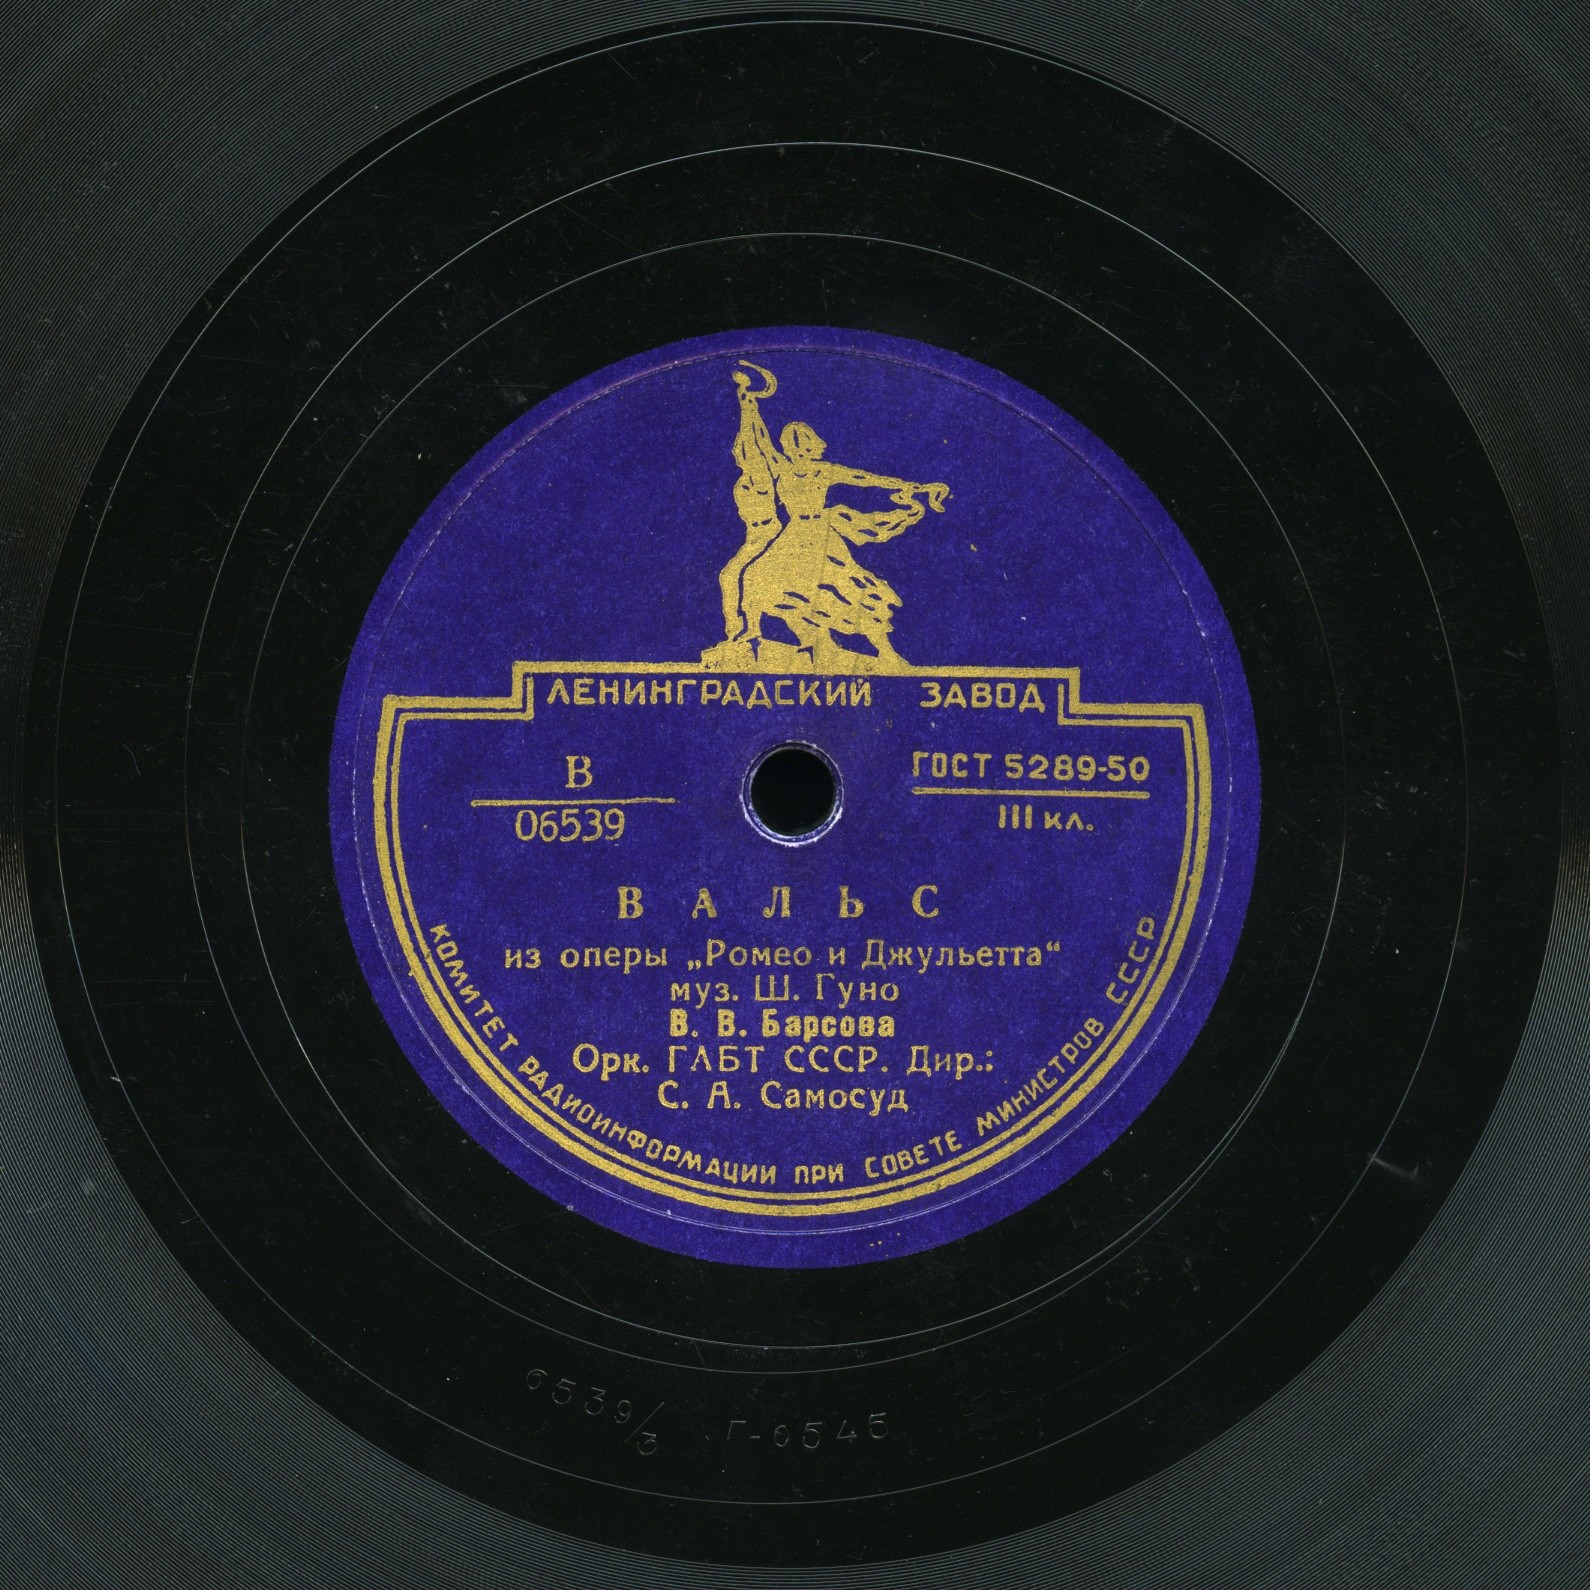 ЛЕНИНГРАДСКИЙ ЗАВОД
В
06539
ГОСТ 5289-50
III кл.
ВАЛЬС
из оперы „Ромео и Джульетта“
муз. Ш. Гуно
В. В. Барсова
Орк. ГАБТ СССР. Дир.:
С. А. Самосуд
КОМИТЕТ РАДИОИНФОРМАЦИИ ПРИ СОВЕТЕ МИНИСТРОВ СССР
6539/3 Г-0545